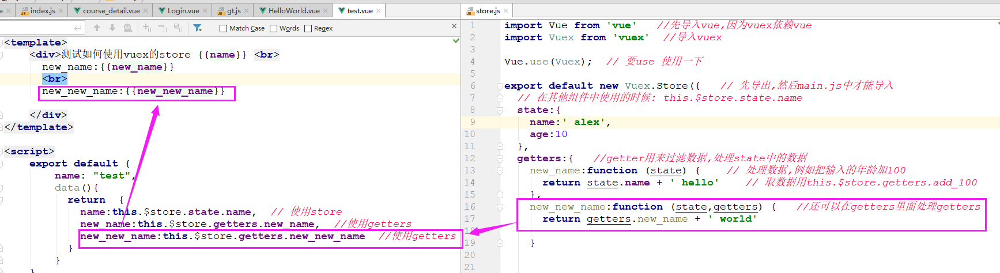 index.js
course_detail.vue
Login.vue
gt.js
HelloWorld.vue
test.vue
store.js
Match Case
Words
Regex
<template>
<div>测试如何使用vuex的store {{name}} <br>
new_name:{{new_name}}
<br>
new_new_name:{{new_new_name}}
</div>
</template>
<script>
export default {
name: "test",
data(){
return {
name:this.$store.state.name, // 使用store
new_name:this.$store.getters.new_name, //使用getters
new_new_name:this.$store.getters.new_new_name //使用getters
}
}
1 import Vue from 'vue' //先导入vue,因为vuex依赖vue
2 import Vuex from 'vuex' //导入vuex
3
4 Vue.use(Vuex); // 要use 使用一下
5
6 export default new Vuex.Store({ // 先导出,然后main.js中才能导入
7 // 在其他组件中使用的时候: this.$store.state.name
8 state:{
9 name:' alex',
10 age:10
11 },
12 getters:{ //getter用来过滤数据,处理state中的数据
13 new_name:function (state) { // 处理数据,例如把输入的年龄加100
14 return state.name + ' hello' // 取数据用this.$store.getters.add_100
15 },
16 new_new_name:function (state,getters) { //还可以在getters里面处理getters
17 return getters.new_name + ' world'
18
19 }
20
21